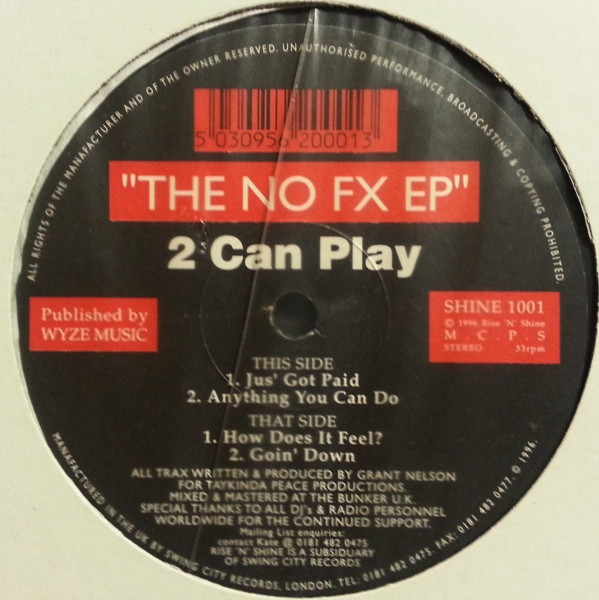 ALL RIGHTS OF THE MANAFACTURER AND OF THE OWNER RESERVED. UNAUTHORISED PERFORMANCE, BROADCASTING & COPYING PROHIBITED.
5 030956 200013
"THE NO FX EP"
2 Can Play
Published by
WYZE MUSIC
SHINE 1001
© 1996 Rise 'N' Shine
M.C.P.S
STEREO 33rpm
THIS SIDE
1. Jus' Got Paid
2. Anything You Can Do
THAT SIDE
1. How Does It Feel?
2. Goin' Down
ALL TRAX WRITTEN & PRODUCED BY GRANT NELSON
FOR TAYKINDA PEACE PRODUCTIONS.
MIXED & MASTERED AT THE BUNKER U.K.
SPECIAL THANKS TO ALL DJ's & RADIO PERSONNEL
WORLDWIDE FOR THE CONTINUED SUPPORT.
Mailing List enquiries:
contact Kate @ 0181 482 0475
RISE 'N' SHINE IS A SUBSIDUARY
OF SWING CITY RECORDS
MANAFACTURED IN THE UK BY SWING CITY RECORDS, LONDON. TEL: 0181 482 0475. FAX: 0181 482 0477. © 1996.